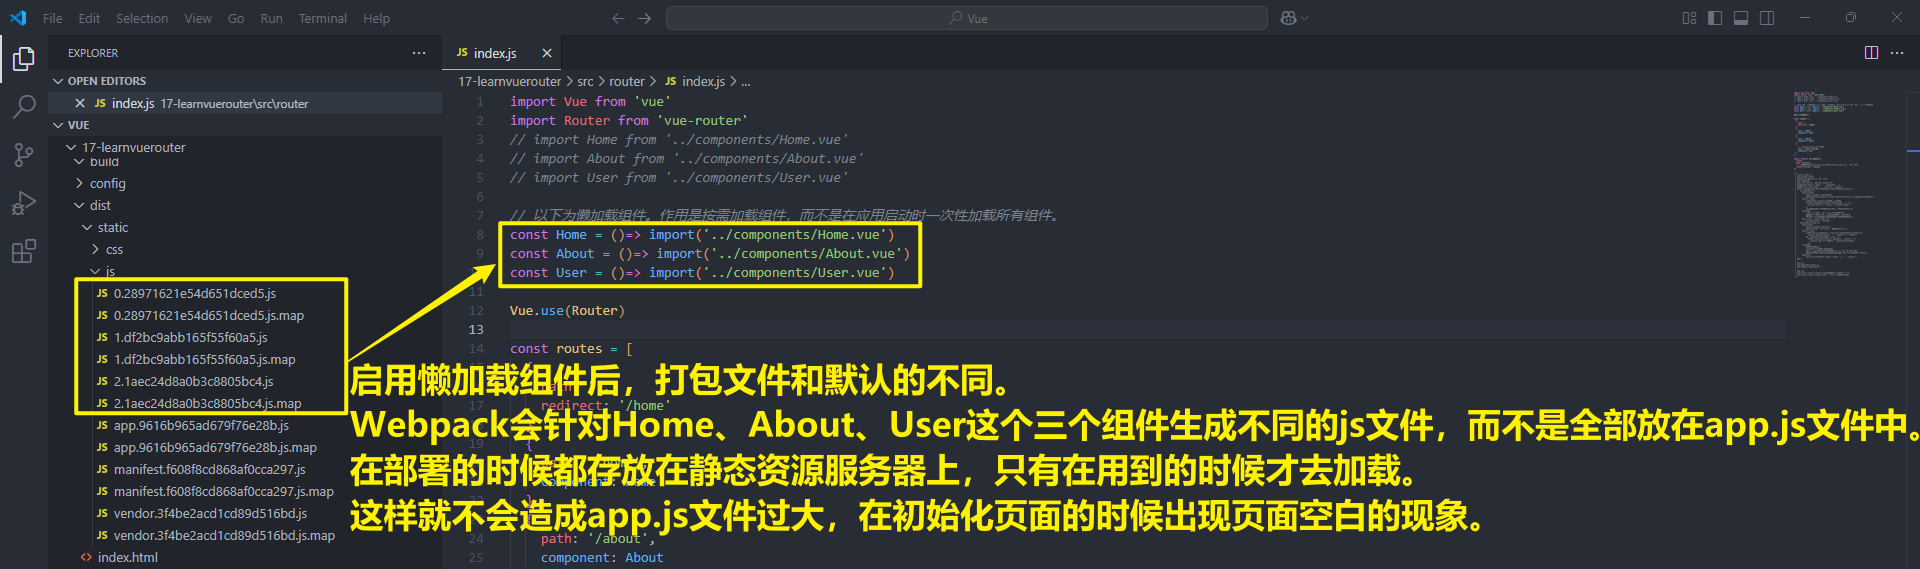 File Edit Selection View Go Run Terminal Help
Vue
EXPLORER
OPEN EDITORS
JS index.js 17-learnvuerouter\src\router
VUE
17-learnvuerouter
build
config
dist
static
css
js
JS 0.28971621e54d651dced5.js
JS 0.28971621e54d651dced5.js.map
JS 1.df2bc9abb165f55f60a5.js
JS 1.df2bc9abb165f55f60a5.js.map
JS 2.1aec24d8a0b3c8805bc4.js
JS 2.1aec24d8a0b3c8805bc4.js.map
JS app.9616b965ad679f76e28b.js
JS app.9616b965ad679f76e28b.js.map
JS manifest.f608f8cd868af0cca297.js
JS manifest.f608f8cd868af0cca297.js.map
JS vendor.3f4be2acd1cd89d516bd.js
JS vendor.3f4be2acd1cd89d516bd.js.map
index.html
JS index.js
17-learnvuerouter > src > router > JS index.js > ...
1 import Vue from 'vue'
2 import Router from 'vue-router'
3 // import Home from '../components/Home.vue'
4 // import About from '../components/About.vue'
5 // import User from '../components/User.vue'
6
7 // 以下为懒加载组件。作用是按需加载组件，而不是在应用启动时一次性加载所有组件。
8 const Home = ()=> import('../components/Home.vue')
9 const About = ()=> import('../components/About.vue')
const User = ()=> import('../components/User.vue')
11
12 Vue.use(Router)
13
14 const routes = [
{
启用懒加载组件后，打包文件和默认的不同。
17 redirect: '/home'
Webpack会针对Home、About、User这个三个组件生成不同的js文件，而不是全部放在app.js文件中。
{
在部署的时候都存放在静态资源服务器上，只有在用到的时候才去加载。
这样就不会造成app.js文件过大，在初始化页面的时候出现页面空白的现象。
24 path: '/about',
25 component: About